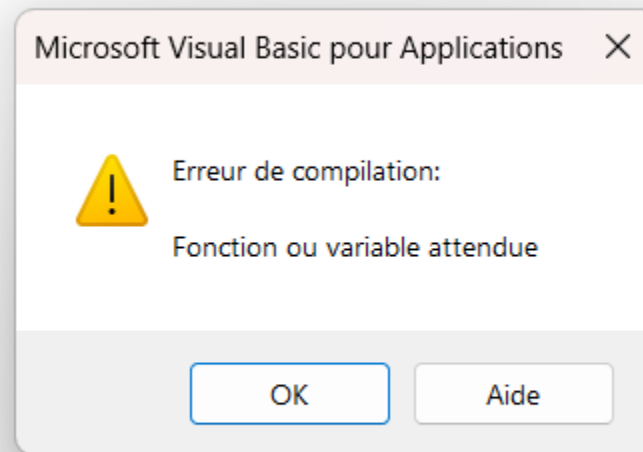 Microsoft Visual Basic pour Applications
Erreur de compilation:
Fonction ou variable attendue
OK
Aide